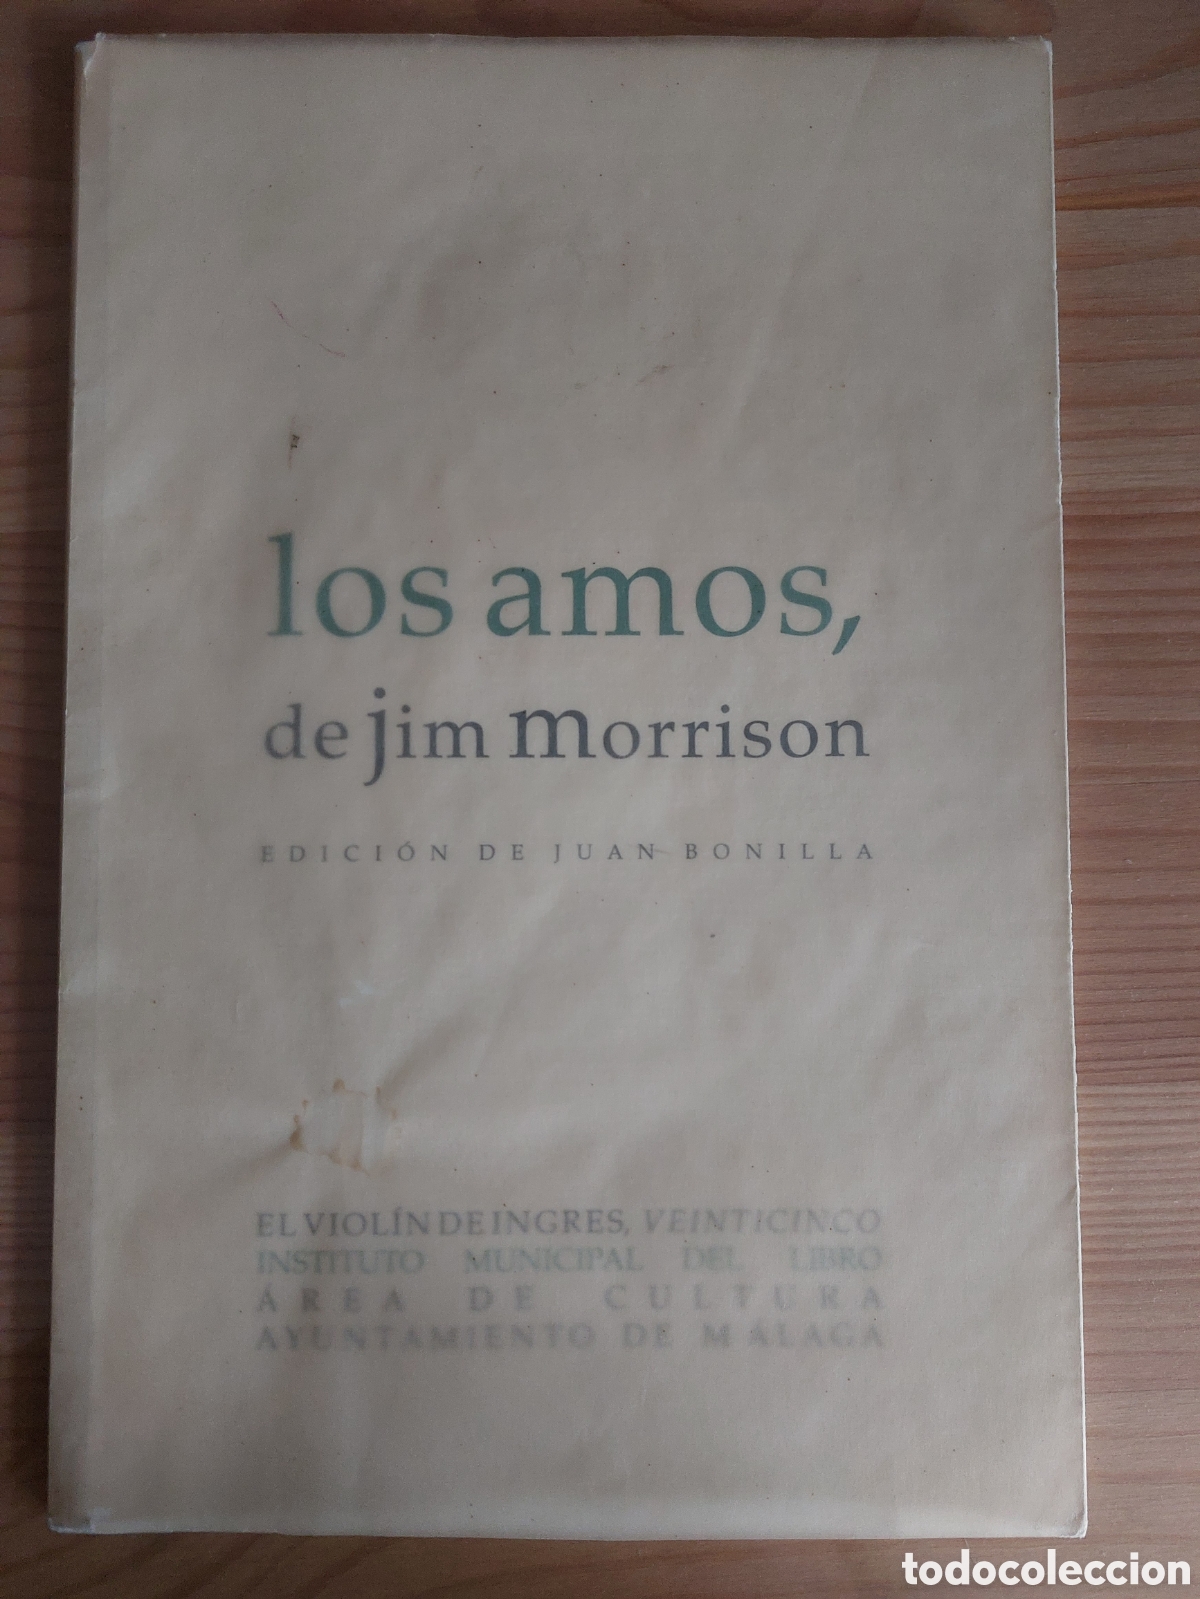 los amos,
de jim morrison
EDICIÓN DE JUAN BONILLA
EL VIOLÍN DE INGRES, VEINTICINCO
INSTITUTO MUNICIPAL DEL LIBRO
ÁREA DE CULTURA
AYUNTAMIENTO DE MÁLAGA
todocoleccion